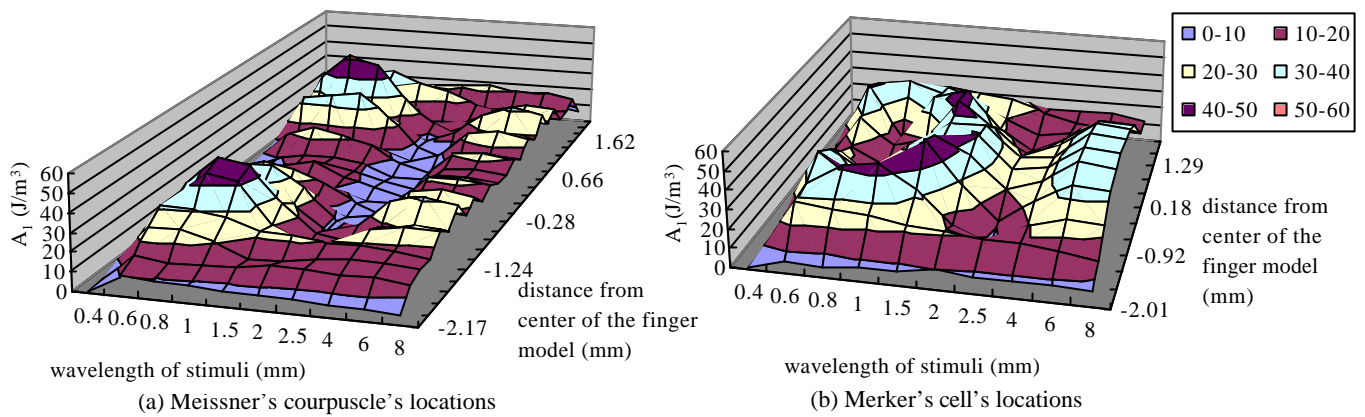 60
50
40
30
20
10
0
A1 (J/m³)
0.4 0.6 0.8 1 1.5 2 2.5 3 4 6 8
wavelength of stimuli (mm)
1.62
0.66
-0.28
-1.24
-2.17
distance from
center of the finger
model (mm)
(a) Meissner's courpuscle's locations
60
50
40
30
20
10
0
A1(J/m³)
0.4 0.6 0.8 1 1.5 2 2.5 3 4 6 8
1.29
0.18
-0.92
-2.01
distance from
center of the
finger model
(mm)
wavelength of stimuli (mm)
(b) Merker's cell's locations
0-10 10-20
20-30 30-40
40-50 50-60